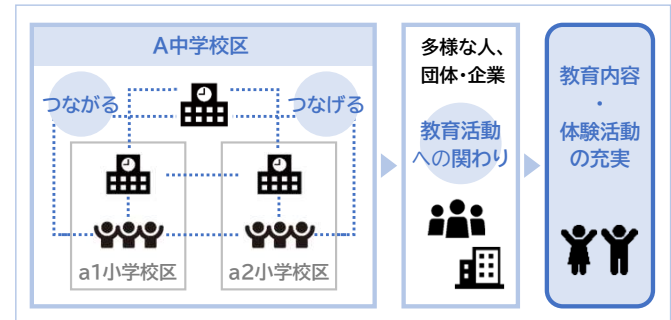 A中学校区
つながる
つなげる
a1小学校区
a2小学校区
多様な人、
団体・企業
教育活動
への関わり
教育内容
・
体験活動
の充実